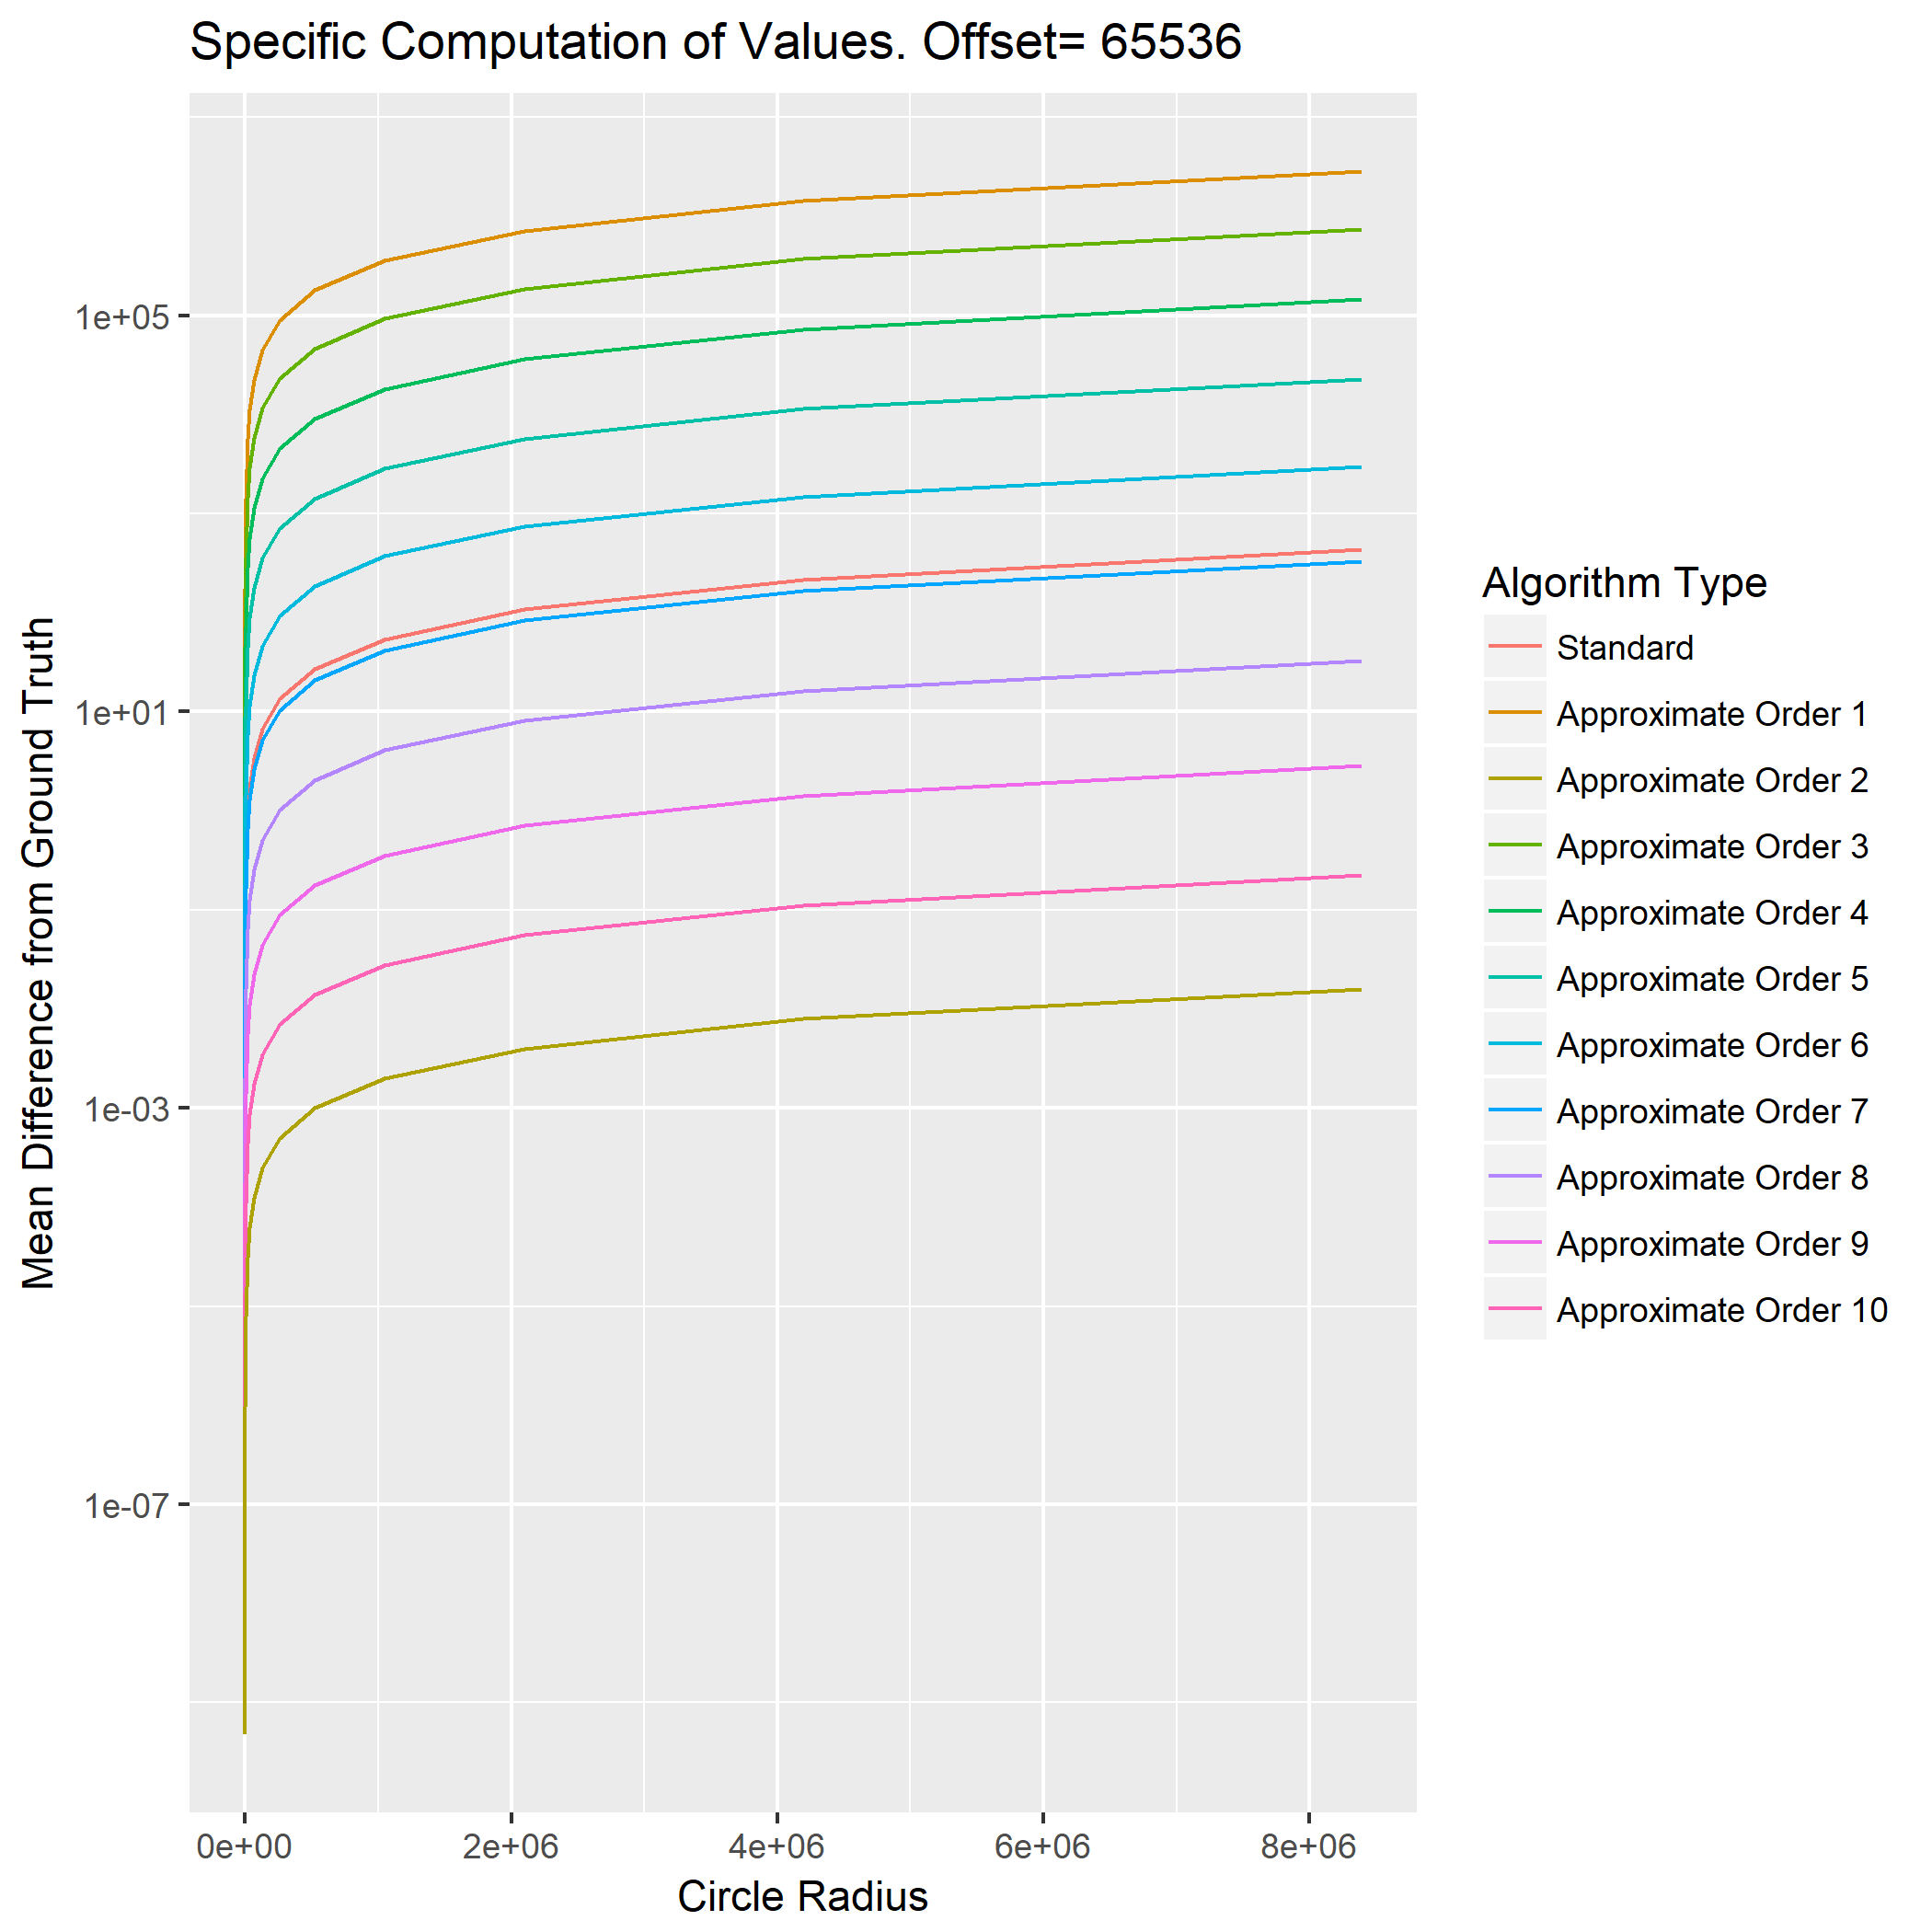 Specific Computation of Values. Offset= 65536
Mean Difference from Ground Truth
1e+05
1e+01
1e-03
1e-07
0e+00
2e+06
4e+06
6e+06
8e+06
Circle Radius
Algorithm Type
Standard
Approximate Order 1
Approximate Order 2
Approximate Order 3
Approximate Order 4
Approximate Order 5
Approximate Order 6
Approximate Order 7
Approximate Order 8
Approximate Order 9
Approximate Order 10